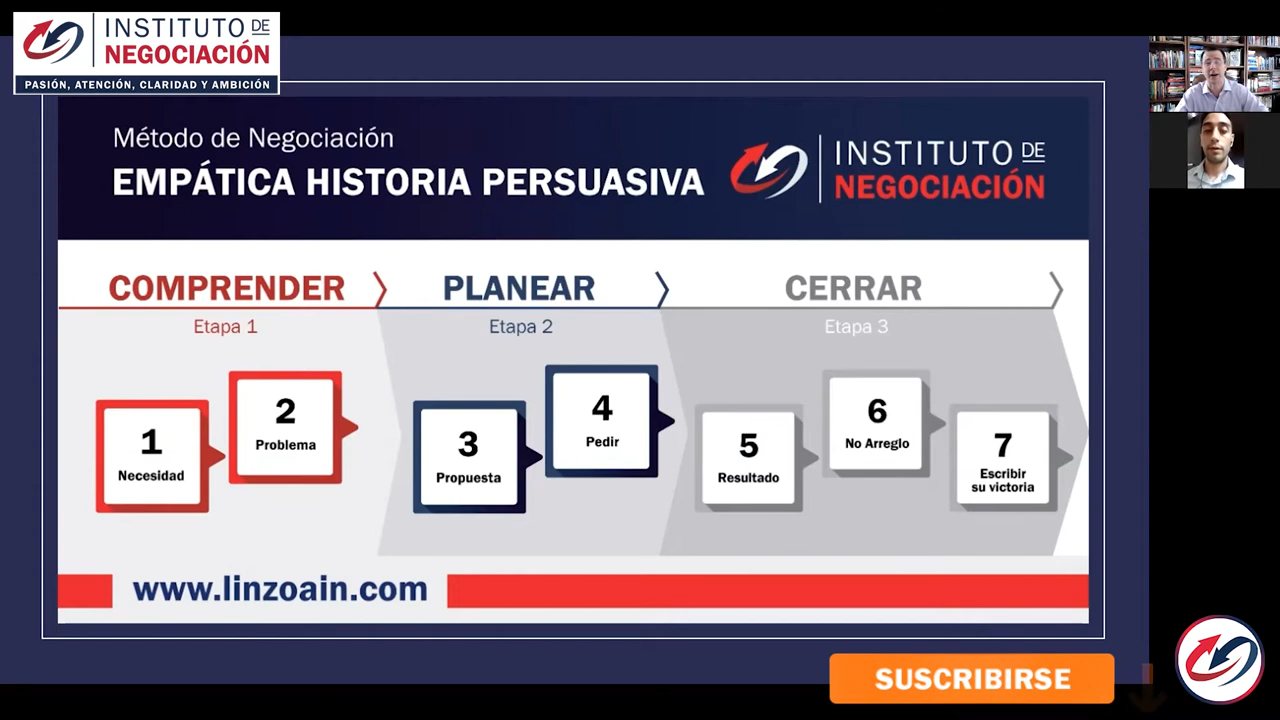 INSTITUTO DE
NEGOCIACIÓN
PASIÓN, ATENCIÓN, CLARIDAD Y AMBICIÓN
Método de Negociación
EMPÁTICA HISTORIA PERSUASIVA
INSTITUTO DE
NEGOCIACIÓN
COMPRENDER
PLANEAR
CERRAR
Etapa 1
Etapa 2
Etapa 3
1
Necesidad
2
Problema
3
Propuesta
4
Pedir
5
Resultado
6
No Arreglo
7
Escribir
su victoria
www.linzoain.com
SUSCRIBIRSE